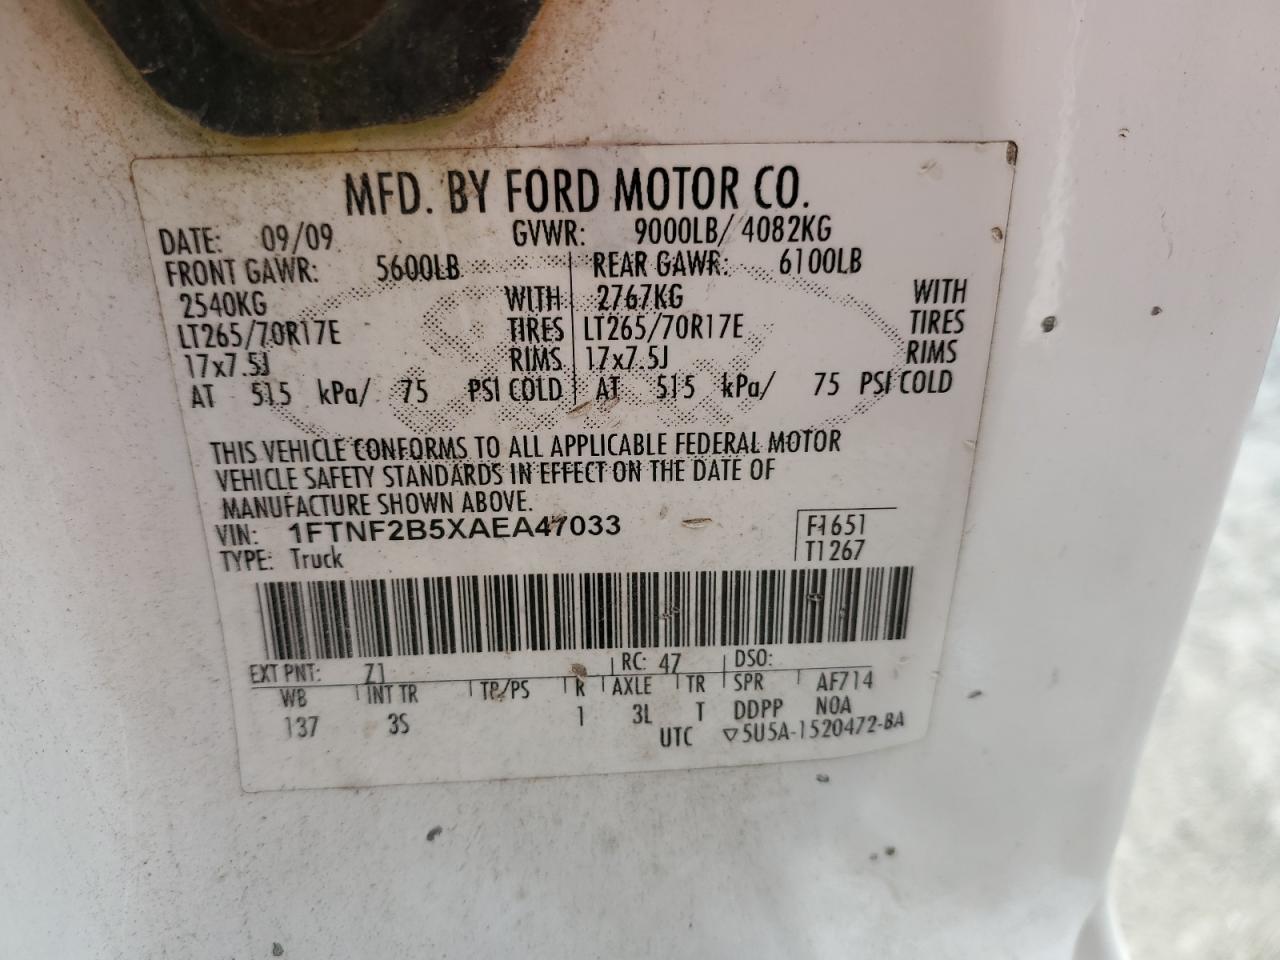 MFD. BY FORD MOTOR CO.
DATE: 09/09 GVWR: 9000LB/ 4082KG
FRONT GAWR: 5600LB REAR GAWR: 6100LB
2540KG WITH 2767KG WITH
LT265/70R17E TIRES LT265/70R17E TIRES
17x7.5J RIMS 17x7.5J RIMS
AT 515 kPa/ 75 PSI COLD AT 515 kPa/ 75 PSI COLD
THIS VEHICLE CONFORMS TO ALL APPLICABLE FEDERAL MOTOR
VEHICLE SAFETY STANDARDS IN EFFECT ON THE DATE OF
MANUFACTURE SHOWN ABOVE.
VIN: 1FTNF2B5XAEA47033 F1651
TYPE: Truck T1267
EXT PNT: Z1 RC: 47 DSO:
WB INT TR TP/PS R AXLE TR SPR AF714
137 3S 1 3L T DDPP N0A
UTC ▽5U5A-1520472-BA